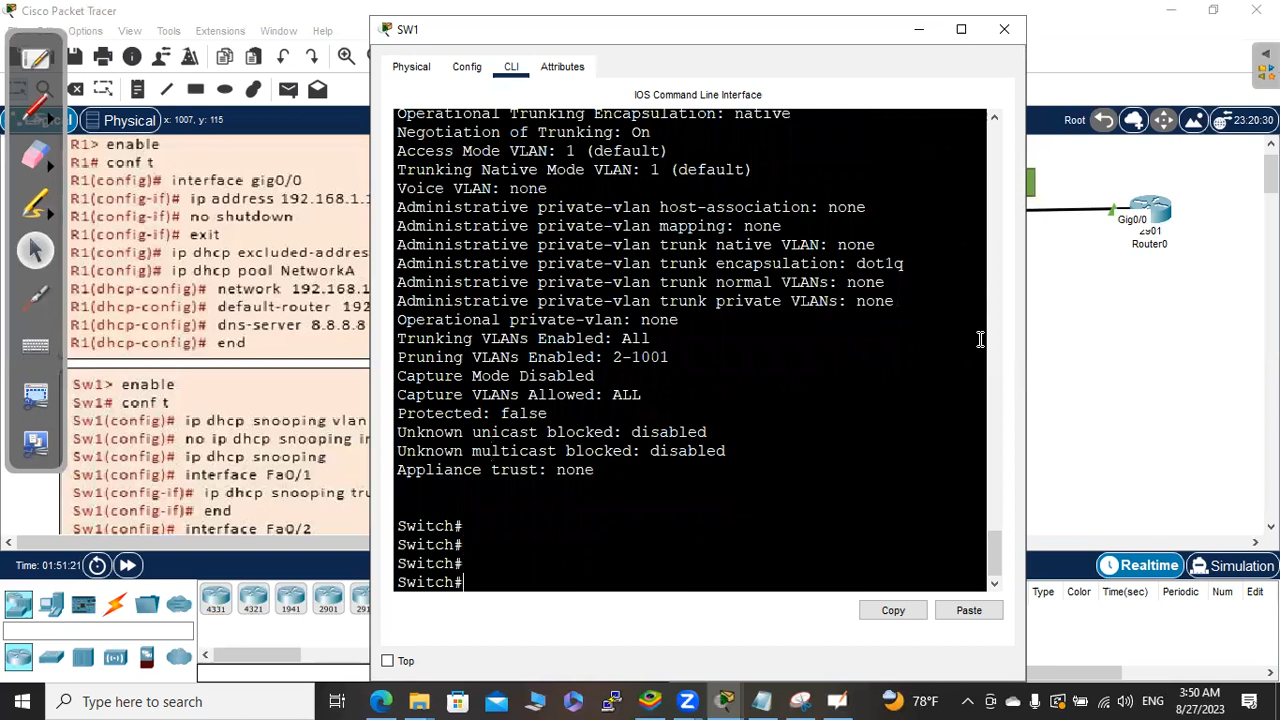 Cisco Packet Tracer
Options View Tools Extensions Window Help
Physical x: 1007, y: 115
Root
23:20:30
R1> enable
R1# conf t
R1(config)# interface gig0/0
R1(config-if)# ip address 192.168.1.1
R1(config-if)# no shutdown
R1(config-if)# exit
R1(config)# ip dhcp excluded-addre
R1(config)# ip dhcp pool NetworkA
R1(dhcp-config)# network 192.168.1
R1(dhcp-config)# default-router 192
R1(dhcp-config)# dns-server 8.8.8.8
R1(dhcp-config)# end
Sw1> enable
Sw1# conf t
Sw1(config)# ip dhcp snooping vlan
Sw1(config)# no ip dhcp snooping in
Sw1(config)# ip dhcp snooping
Sw1(config)# interface Fa0/1
Sw1(config-if)# ip dhcp snooping tru
Sw1(config-if)# end
Sw1(config)# interface Fa0/2
SW1
Physical Config CLI Attributes
IOS Command Line Interface
Operational Trunking Encapsulation: native
Negotiation of Trunking: On
Access Mode VLAN: 1 (default)
Trunking Native Mode VLAN: 1 (default)
Voice VLAN: none
Administrative private-vlan host-association: none
Administrative private-vlan mapping: none
Administrative private-vlan trunk native VLAN: none
Administrative private-vlan trunk encapsulation: dot1q
Administrative private-vlan trunk normal VLANs: none
Administrative private-vlan trunk private VLANs: none
Operational private-vlan: none
Trunking VLANs Enabled: All
Pruning VLANs Enabled: 2-1001
Capture Mode Disabled
Capture VLANs Allowed: ALL
Protected: false
Unknown unicast blocked: disabled
Unknown multicast blocked: disabled
Appliance trust: none
Switch#
Switch#
Switch#
Switch#
Copy Paste
Top
Gig0/0
2901
Router0
Time: 01:51:21
Realtime Simulation
4331 4321 1941 2901
Type Color Time(sec) Periodic Num Edit
Type here to search
78°F
ENG
3:50 AM
8/27/2023